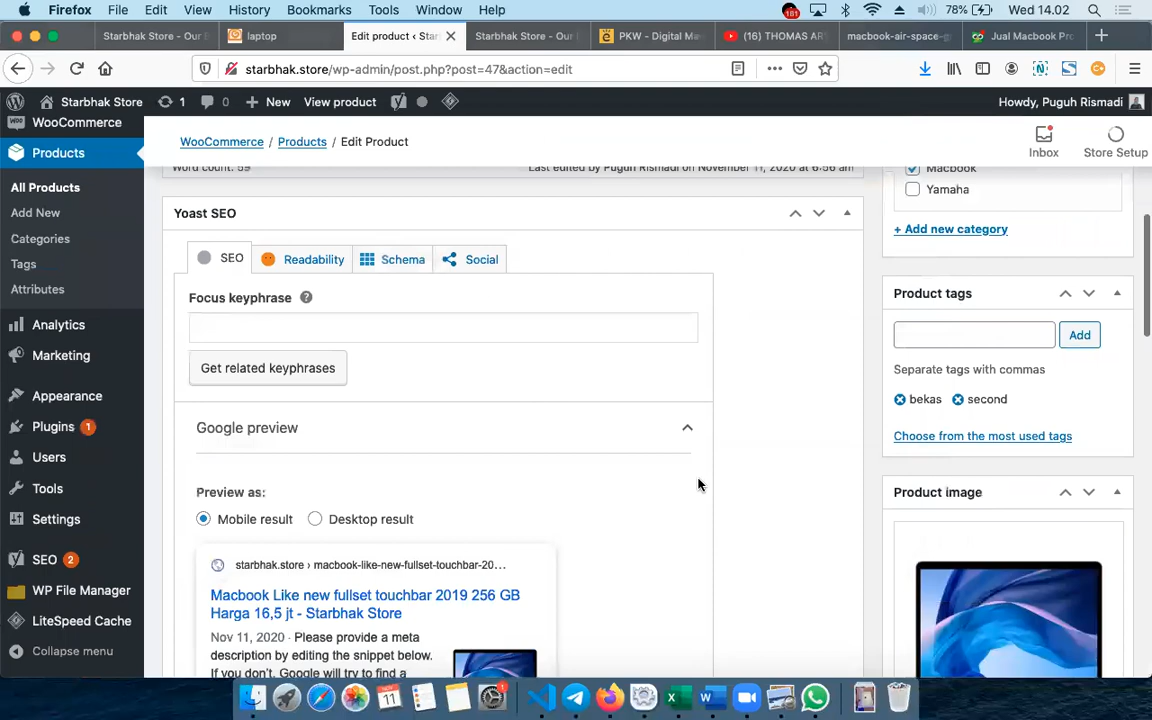 Firefox File Edit View History Bookmarks Tools Window Help 181 78% Wed 14.02
Starbhak Store - Our B laptop Edit product ‹ Star Starbhak Store - Our PKW - Digital Ma (16) THOMAS AR macbook-air-space-g Jual Macbook Pro
starbhak.store/wp-admin/post.php?post=47&action=edit
Starbhak Store 1 0 New View product Howdy, Puguh Rismadi
WooCommerce
Products
All Products
Add New
Categories
Tags
Attributes
Analytics
Marketing
Appearance
Plugins 1
Users
Tools
Settings
SEO 2
WP File Manager
LiteSpeed Cache
Collapse menu
WooCommerce / Products / Edit Product
Inbox
Store Setup
Word count: 59 Last edited by Puguh Rismadi on November 11, 2020 at 6:56 am
Yoast SEO
SEO Readability Schema Social
Focus keyphrase
Get related keyphrases
Google preview
Preview as:
Mobile result Desktop result
starbhak.store › macbook-like-new-fullset-touchbar-20...
Macbook Like new fullset touchbar 2019 256 GB
Harga 16,5 jt - Starbhak Store
Nov 11, 2020 · Please provide a meta
description by editing the snippet below.
If you don't, Google will try to find a
Macbook
Yamaha
+ Add new category
Product tags
Add
Separate tags with commas
bekas second
Choose from the most used tags
Product image